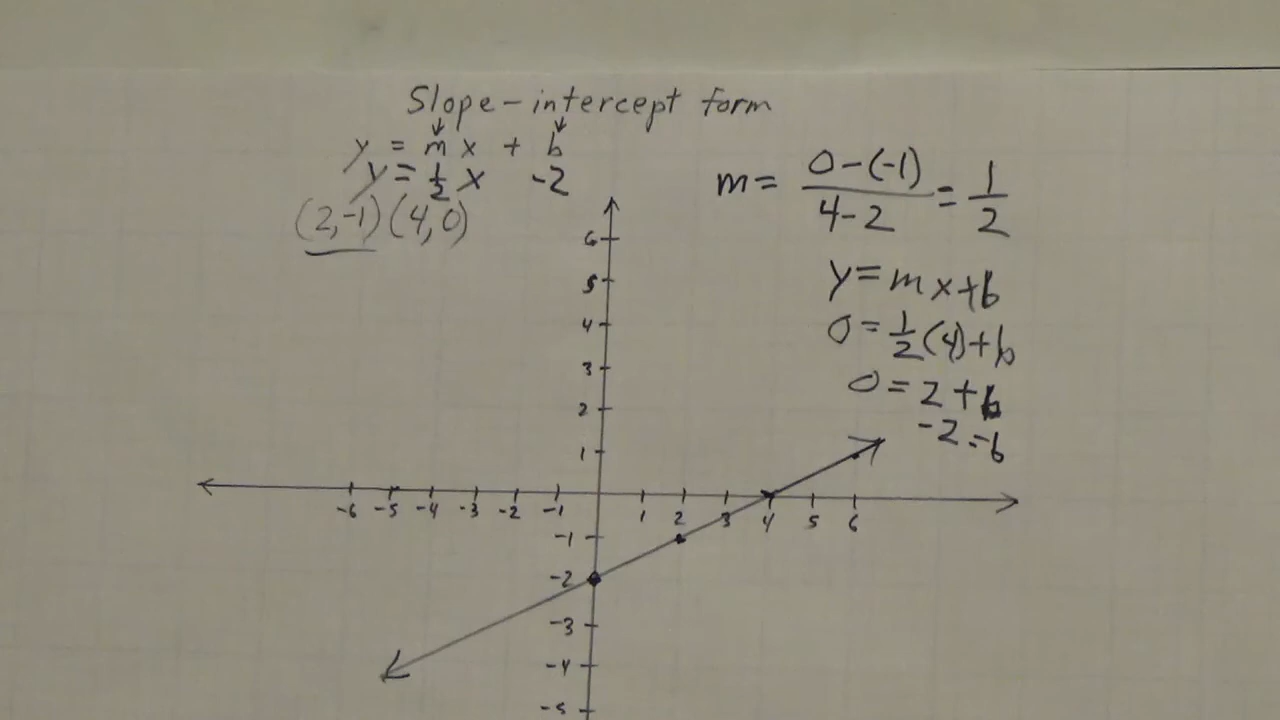 Slope-intercept form
y = mx + b
y = 1/2 x -2
(2,-1)(4,0)
m = 0-(-1)/4-2 = 1/2
y = mx+b
0 = 1/2(4)+b
0 = 2+b
-2 = b
6
5
4
3
2
1
-6 -5 -4 -3 -2 -1 1 2 3 4 5 6
-1
-2
-3
-4
-5